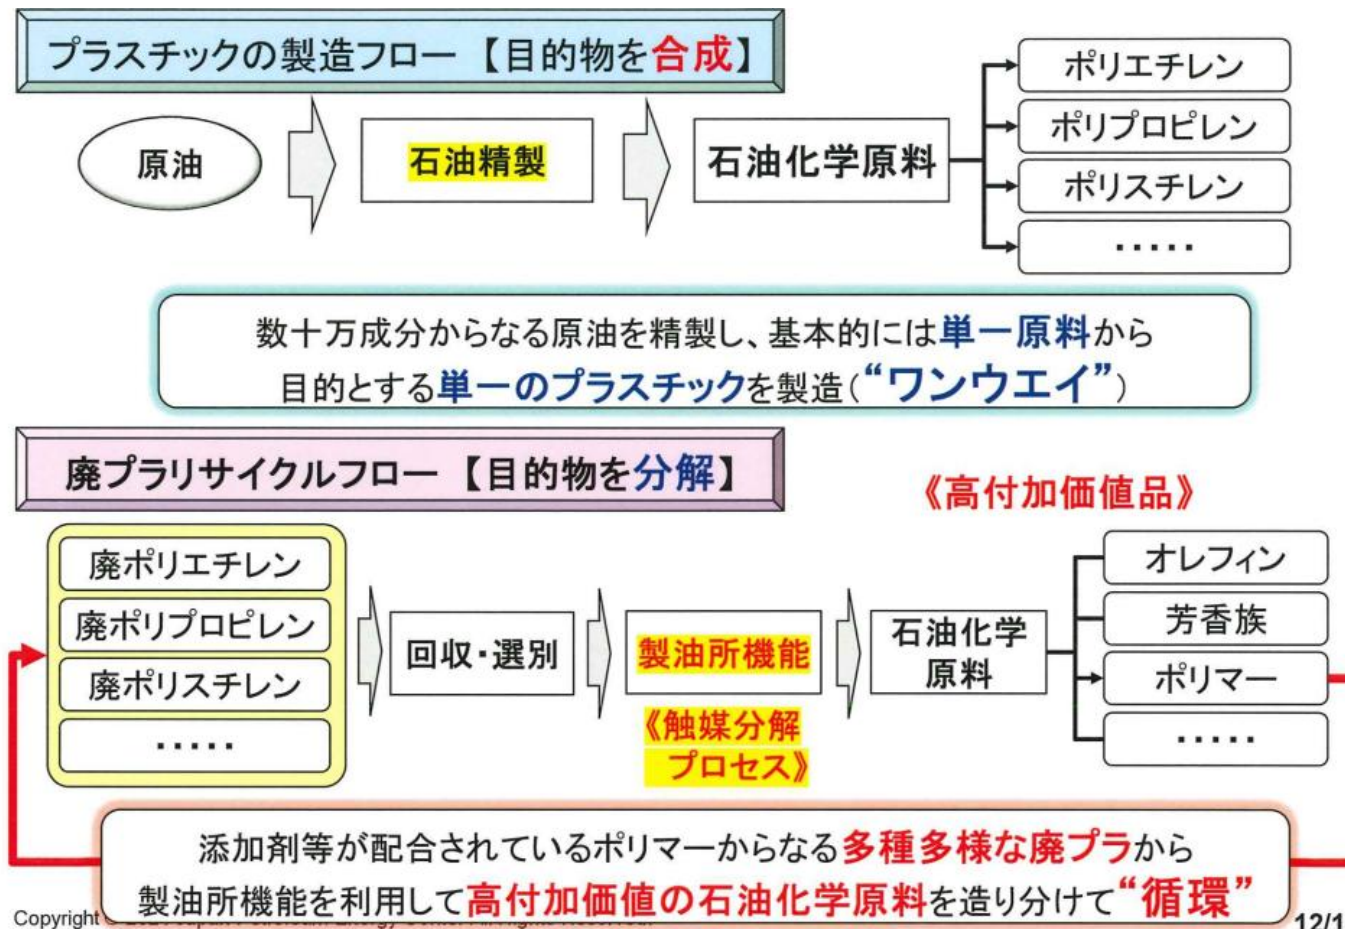 プラスチックの製造フロー 【目的物を合成】
原油
石油精製
石油化学原料
ポリエチレン
ポリプロピレン
ポリスチレン
・・・・・
数十万成分からなる原油を精製し、基本的には単一原料から
目的とする単一のプラスチックを製造(“ワンウエイ”)
廃プラリサイクルフロー 【目的物を分解】
《高付加価値品》
廃ポリエチレン
廃ポリプロピレン
廃ポリスチレン
・・・・・
回収・選別
製油所機能
《触媒分解
プロセス》
石油化学
原料
オレフィン
芳香族
ポリマー
・・・・・
添加剤等が配合されているポリマーからなる多種多様な廃プラから
製油所機能を利用して高付加価値の石油化学原料を造り分けて“循環”
Copyright
12/1